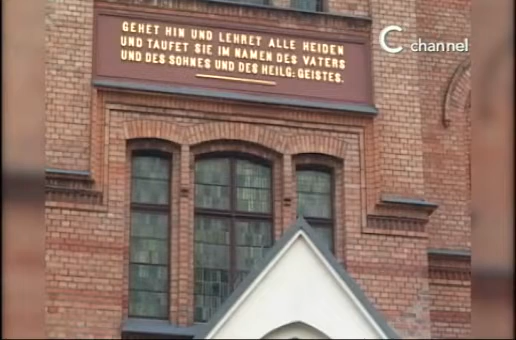 GEHET HIN UND LEHRET ALLE HEIDEN
UND TAUFET SIE IM NAMEN DES VATERS
UND DES SOHNES UND DES HEILG: GEISTES.
C channel